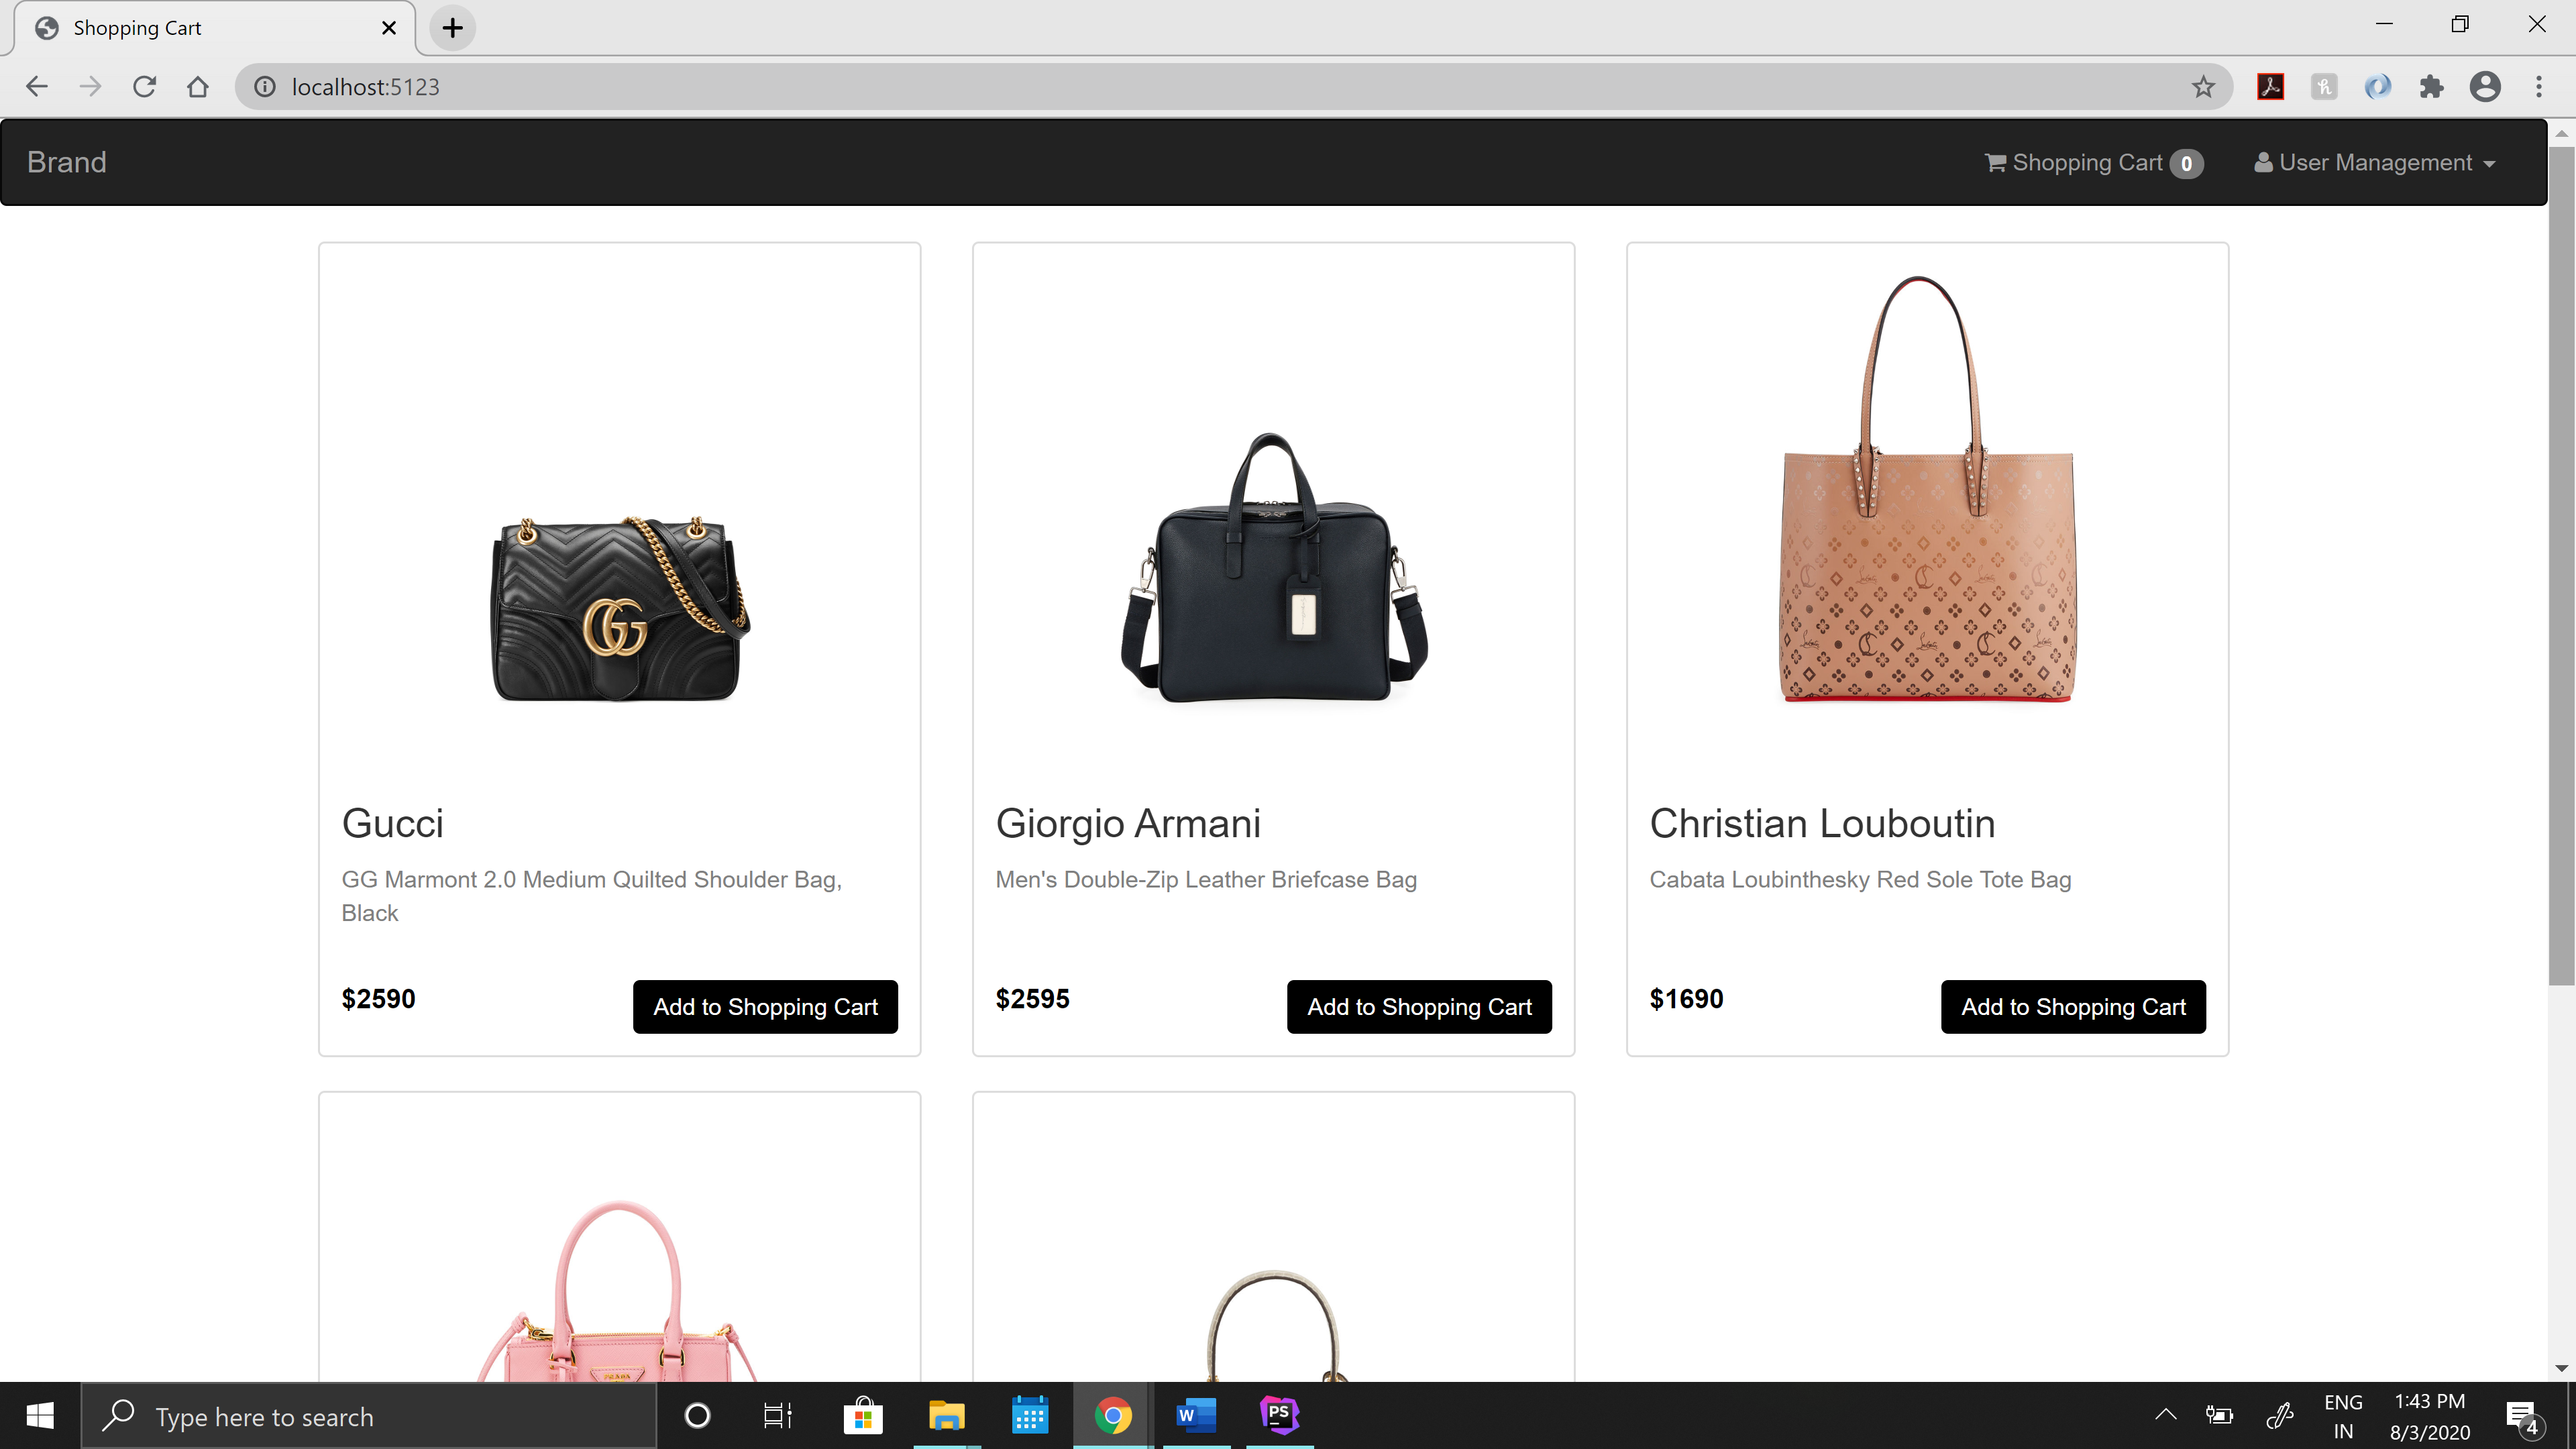 Shopping Cart
localhost:5123
Brand
Shopping Cart 0
User Management
Gucci
GG Marmont 2.0 Medium Quilted Shoulder Bag,
Black
$2590
Add to Shopping Cart
Giorgio Armani
Men's Double-Zip Leather Briefcase Bag
$2595
Add to Shopping Cart
Christian Louboutin
Cabata Loubinthesky Red Sole Tote Bag
$1690
Add to Shopping Cart
PRADA
Type here to search
W
PS
ENG
IN
1:43 PM
8/3/2020
4